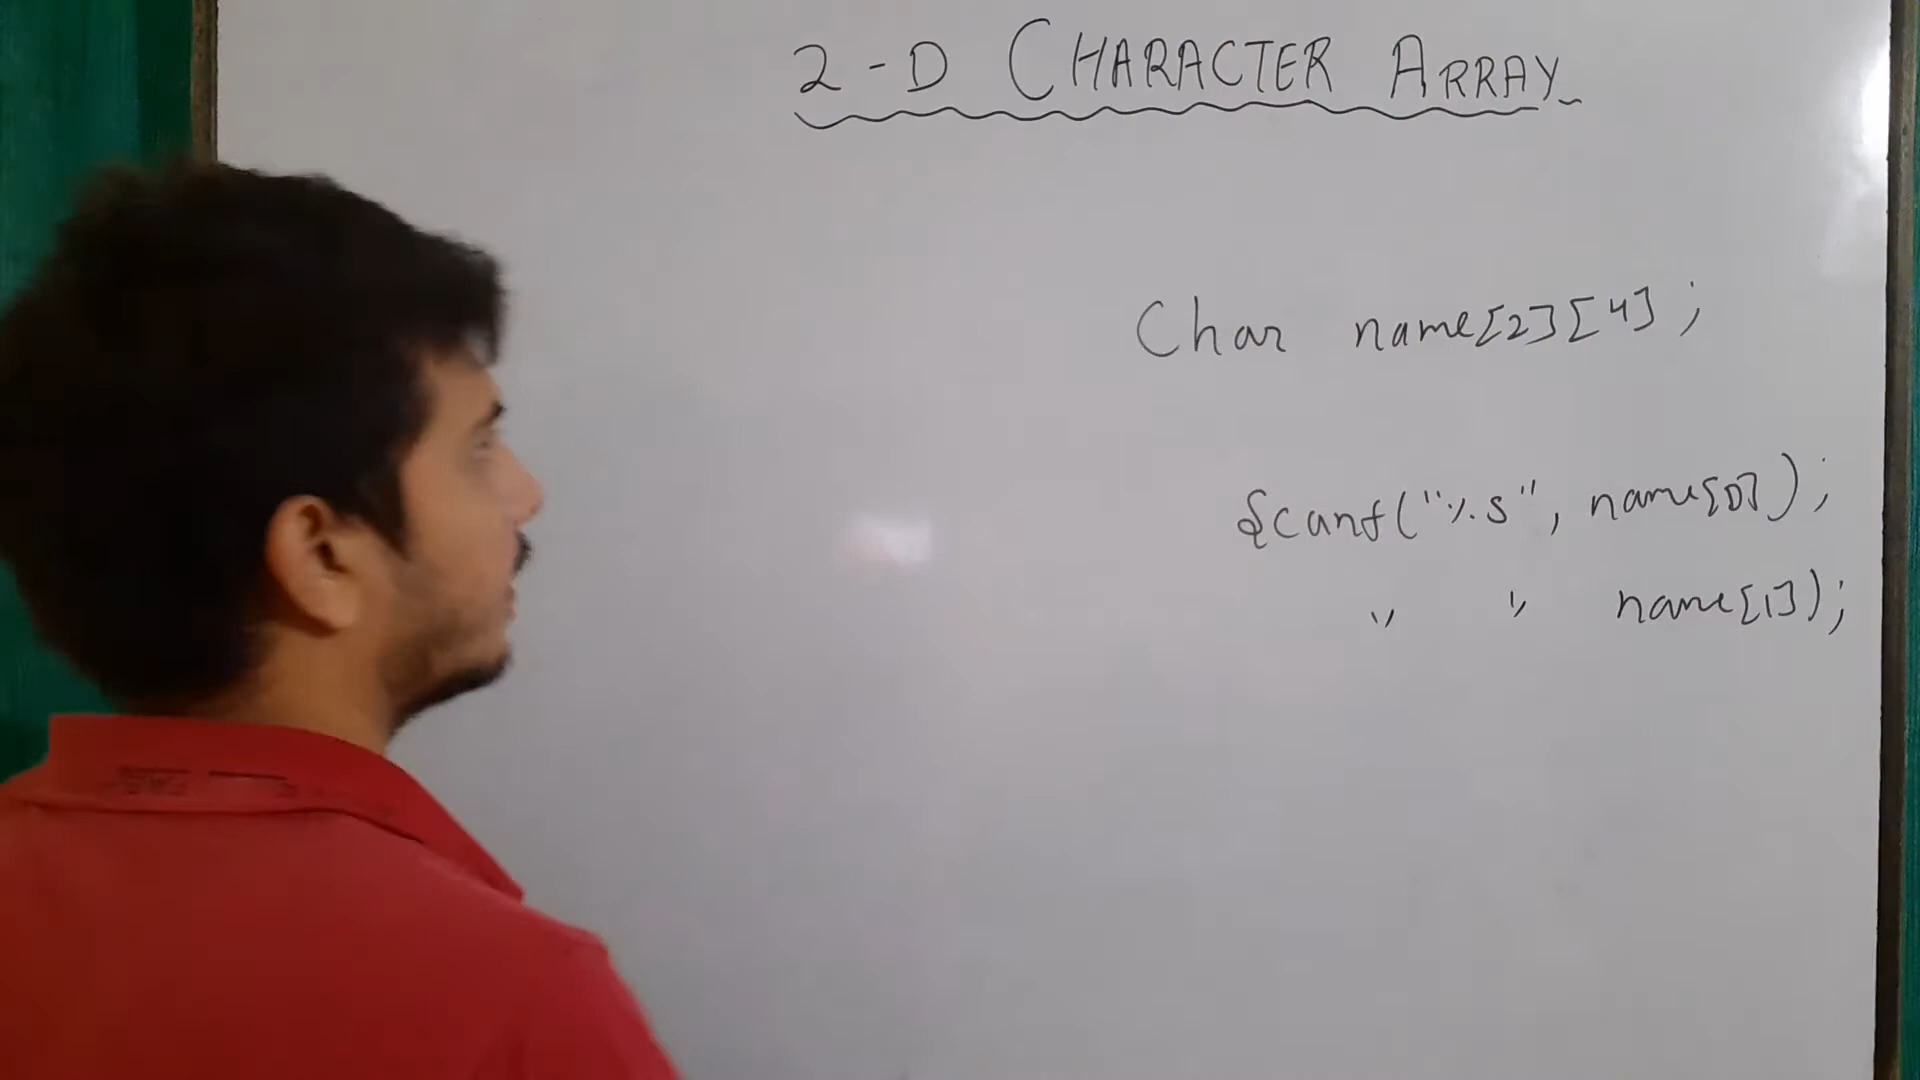 2-D CHARACTER ARRAY
Char name[2][4];
Scanf("%s", name[0]);
" " name[1]);